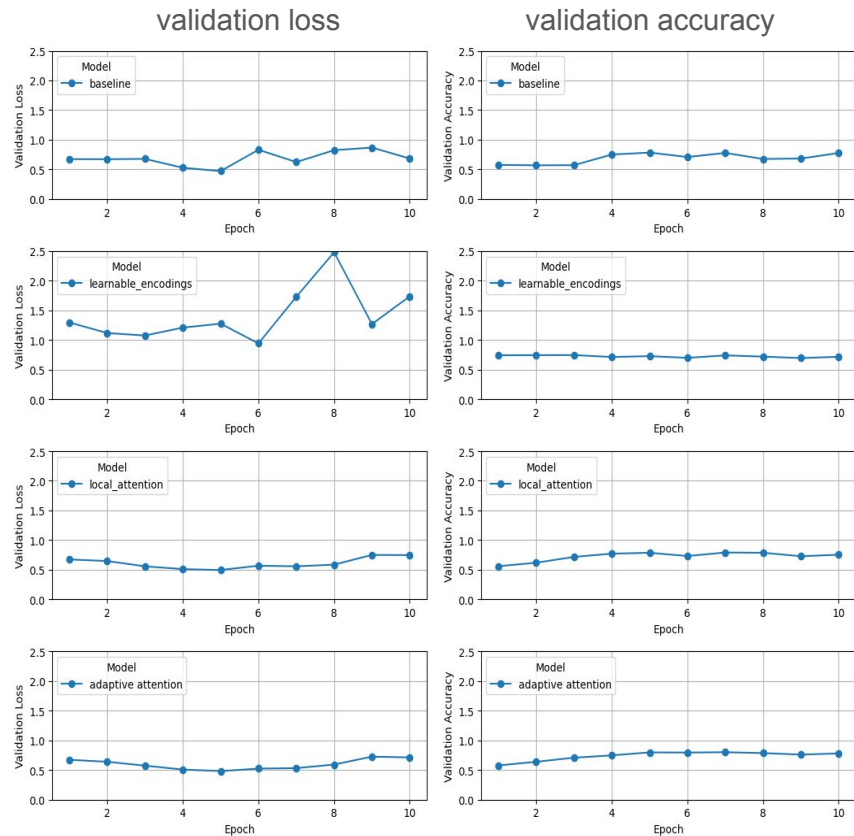 validation loss
validation accuracy
2.5
2.0
1.5
1.0
0.5
0.0
Validation Loss
Model
baseline
2 4 6 8 10
Epoch
2.5
2.0
1.5
1.0
0.5
0.0
Validation Accuracy
Model
baseline
2 4 6 8 10
Epoch
2.5
2.0
1.5
1.0
0.5
0.0
Validation Loss
Model
learnable_encodings
2 4 6 8 10
Epoch
2.5
2.0
1.5
1.0
0.5
0.0
Validation Accuracy
Model
learnable_encodings
2 4 6 8 10
Epoch
2.5
2.0
1.5
1.0
0.5
0.0
Validation Loss
Model
local_attention
2 4 6 8 10
Epoch
2.5
2.0
1.5
1.0
0.5
0.0
Validation Accuracy
Model
local_attention
2 4 6 8 10
Epoch
2.5
2.0
1.5
1.0
0.5
0.0
Validation Loss
Model
adaptive attention
2 4 6 8 10
Epoch
2.5
2.0
1.5
1.0
0.5
0.0
Validation Accuracy
Model
adaptive attention
2 4 6 8 10
Epoch